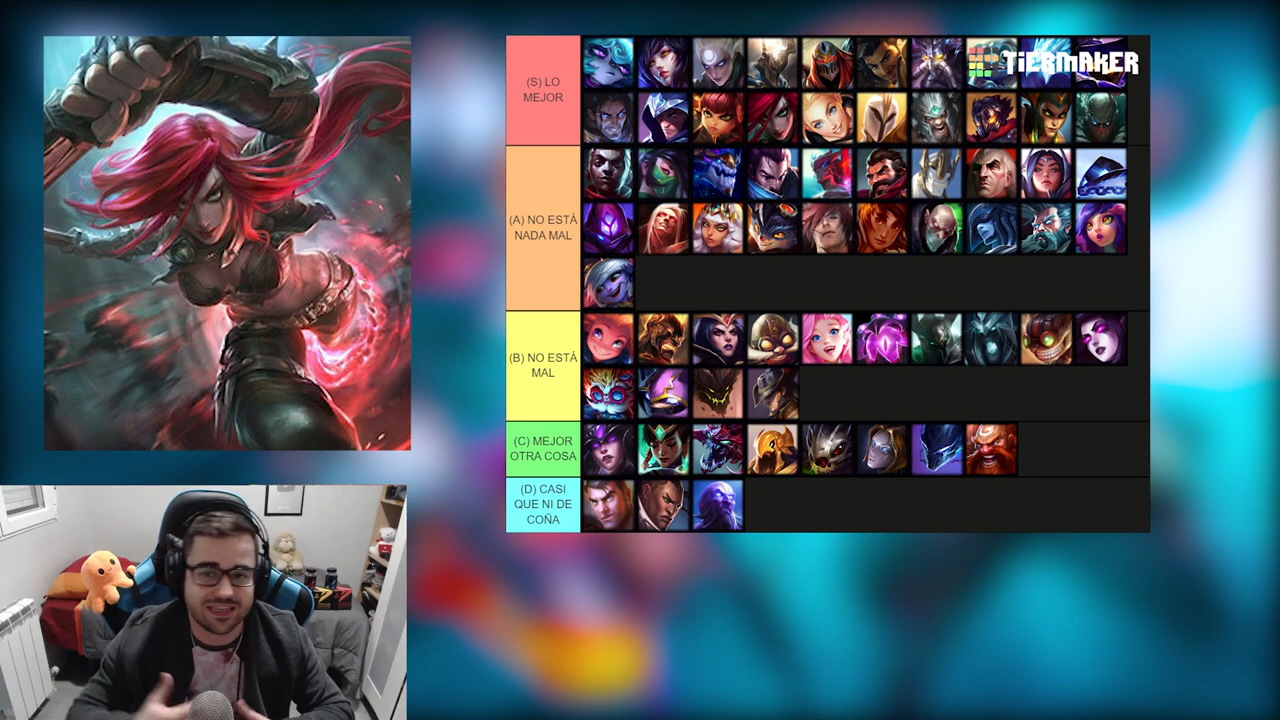 TIERMAKER
(S) LO
MEJOR
(A) NO ESTÁ
NADA MAL
(B) NO ESTÁ
MAL
(C) MEJOR
OTRA COSA
(D) CASI
QUE NI DE
COÑA